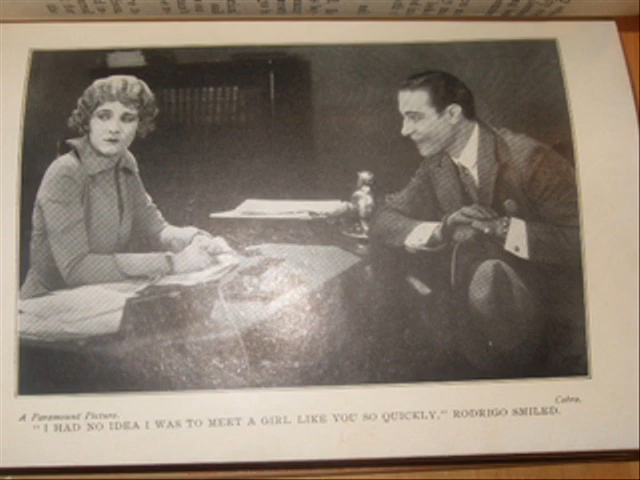 A Paramount Picture.
Cobra.
"I HAD NO IDEA I WAS TO MEET A GIRL LIKE YOU SO QUICKLY," RODRIGO SMILED.